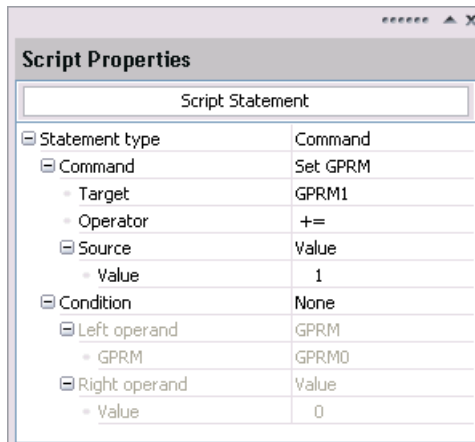 Script Properties
Script Statement
Statement type Command
Command Set GPRM
Target GPRM1
Operator +=
Source Value
Value 1
Condition None
Left operand GPRM
GPRM GPRM0
Right operand Value
Value 0